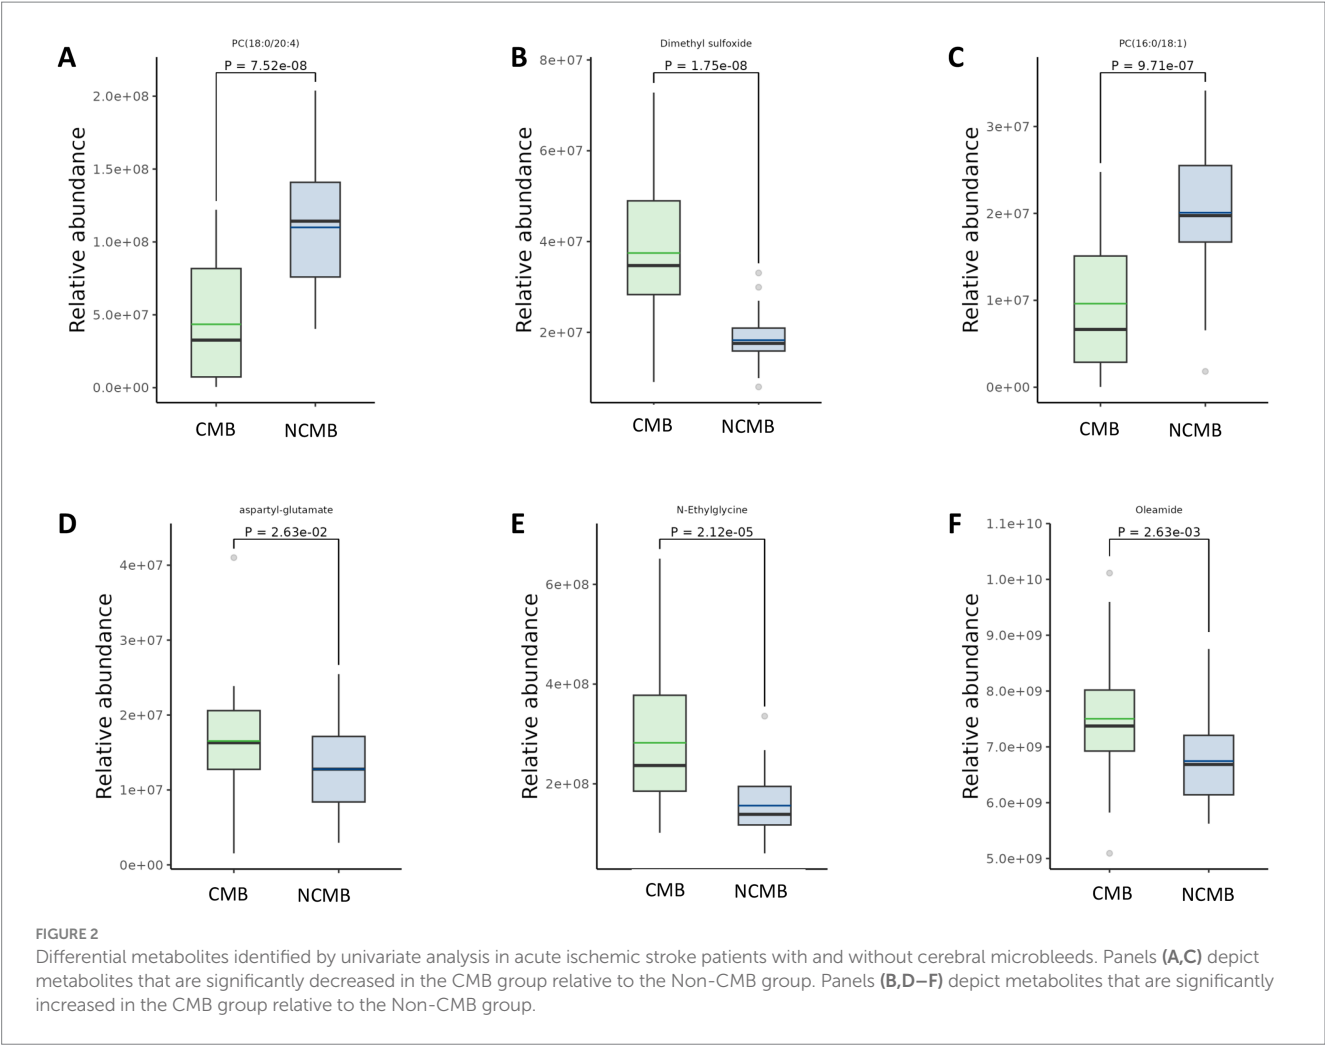 A
PC(18:0/20:4)
P = 7.52e-08
Relative abundance
2.0e+08
1.5e+08
1.0e+08
5.0e+07
0.0e+00
CMB
NCMB
B
Dimethyl sulfoxide
P = 1.75e-08
Relative abundance
8e+07
6e+07
4e+07
2e+07
CMB
NCMB
C
PC(16:0/18:1)
P = 9.71e-07
Relative abundance
3e+07
2e+07
1e+07
0e+00
CMB
NCMB
D
aspartyl-glutamate
P = 2.63e-02
Relative abundance
4e+07
3e+07
2e+07
1e+07
0e+00
CMB
NCMB
E
N-Ethylglycine
P = 2.12e-05
Relative abundance
6e+08
4e+08
2e+08
CMB
NCMB
F
Oleamide
P = 2.63e-03
Relative abundance
1.1e+10
1.0e+10
9.0e+09
8.0e+09
7.0e+09
6.0e+09
5.0e+09
CMB
NCMB
FIGURE 2
Differential metabolites identified by univariate analysis in acute ischemic stroke patients with and without cerebral microbleeds. Panels (A,C) depict
metabolites that are significantly decreased in the CMB group relative to the Non-CMB group. Panels (B,D–F) depict metabolites that are significantly
increased in the CMB group relative to the Non-CMB group.